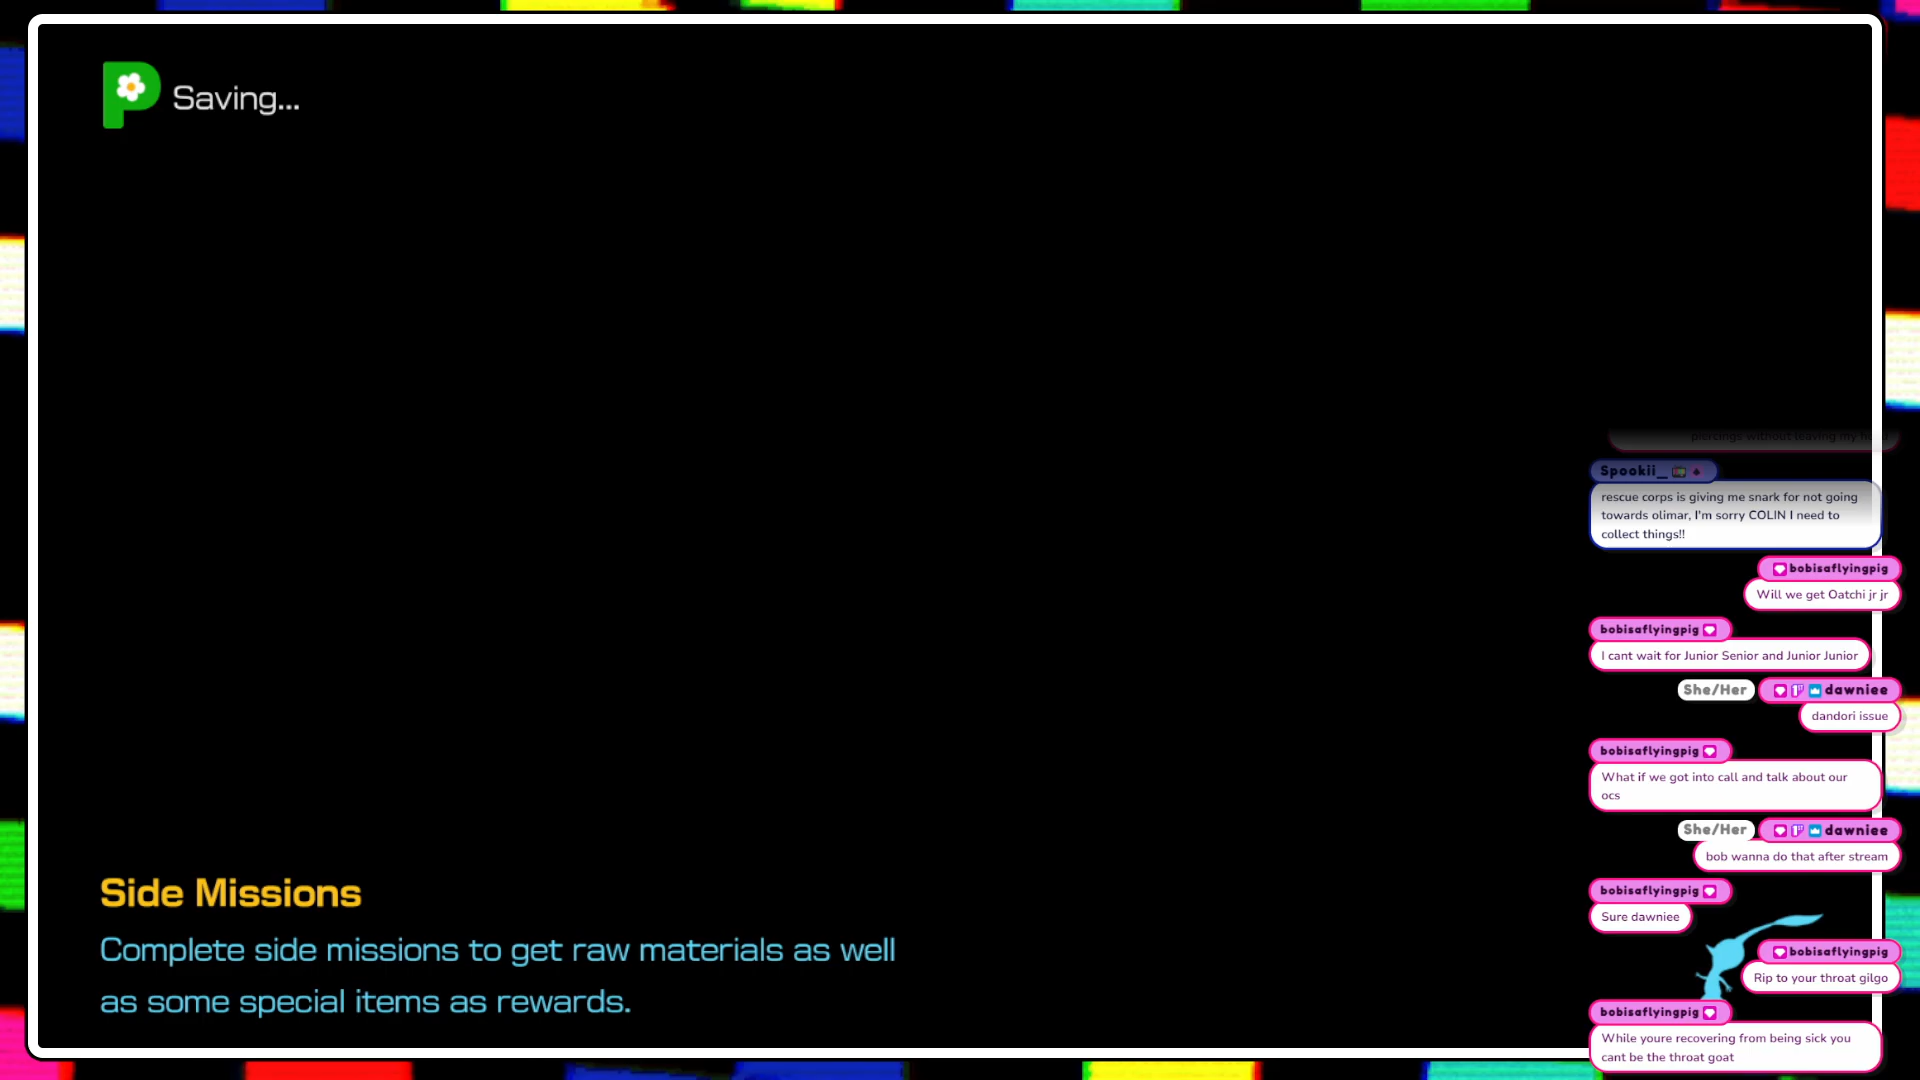 Saving...
piercings without leaving my
Spookii_
rescue corps is giving me snark for not going
towards olimar, I'm sorry COLIN I need to
collect things!!
bobisaflyingpig
Will we get Oatchi jr jr
bobisaflyingpig
I cant wait for Junior Senior and Junior Junior
She/Her dawniee
dandori issue
bobisaflyingpig
What if we got into call and talk about our
ocs
She/Her dawniee
bob wanna do that after stream
bobisaflyingpig
Sure dawniee
bobisaflyingpig
Rip to your throat gilgo
bobisaflyingpig
While youre recovering from being sick you
cant be the throat goat
Side Missions
Complete side missions to get raw materials as well
as some special items as rewards.